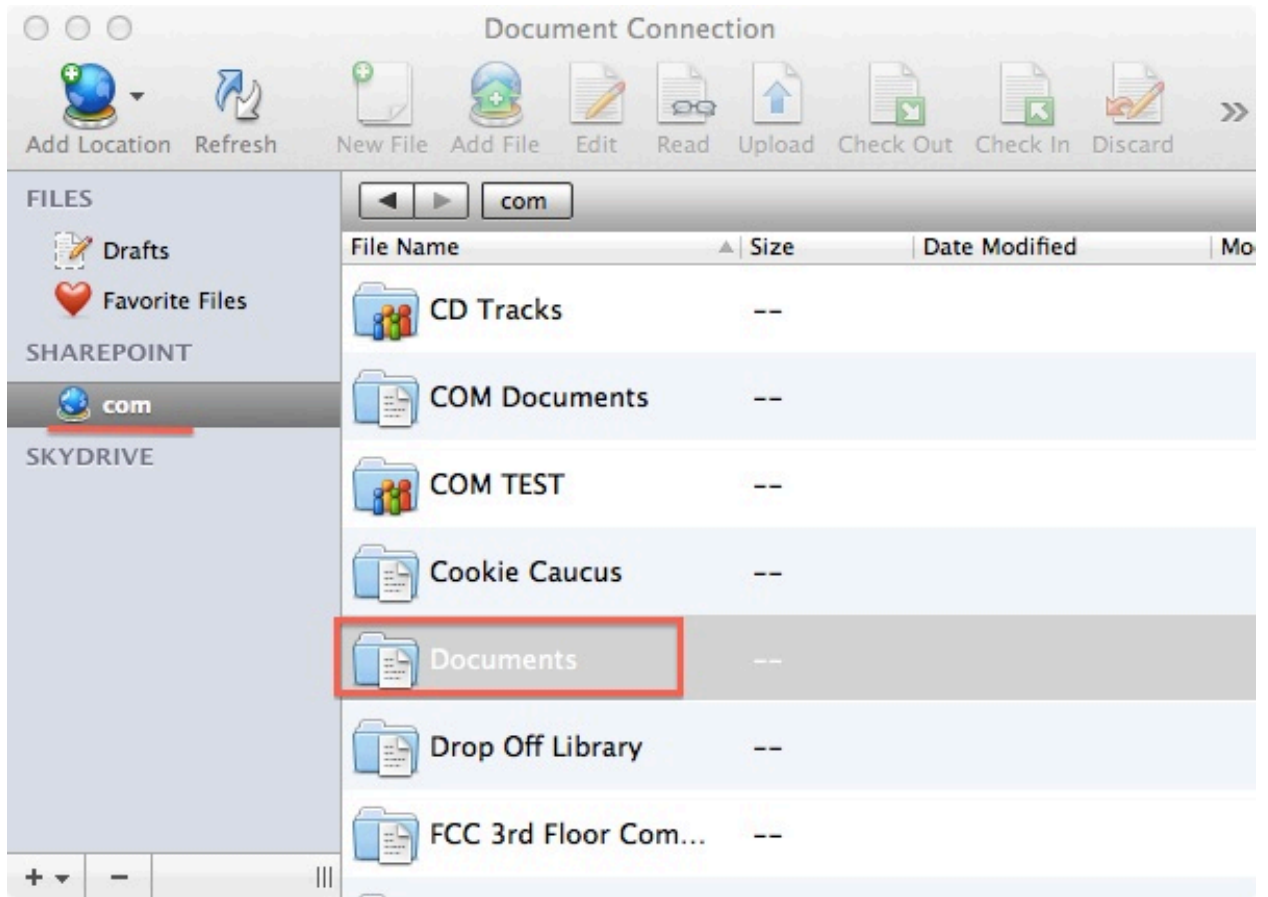 Document Connection
Add Location Refresh New File Add File Edit Read Upload Check Out Check In Discard
FILES
Drafts
Favorite Files
SHAREPOINT
com
SKYDRIVE
com
File Name Size Date Modified
CD Tracks --
COM Documents --
COM TEST --
Cookie Caucus --
Documents --
Drop Off Library --
FCC 3rd Floor Com... --